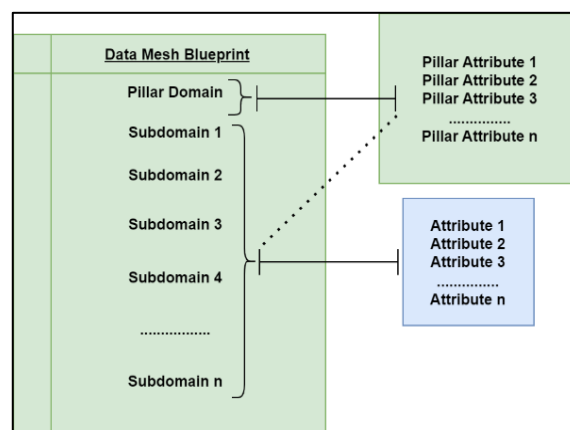 Data Mesh Blueprint
Pillar Domain
Subdomain 1
Subdomain 2
Subdomain 3
Subdomain 4
.................
Subdomain n
Pillar Attribute 1
Pillar Attribute 2
Pillar Attribute 3
...............
Pillar Attribute n
Attribute 1
Attribute 2
Attribute 3
...............
Attribute n